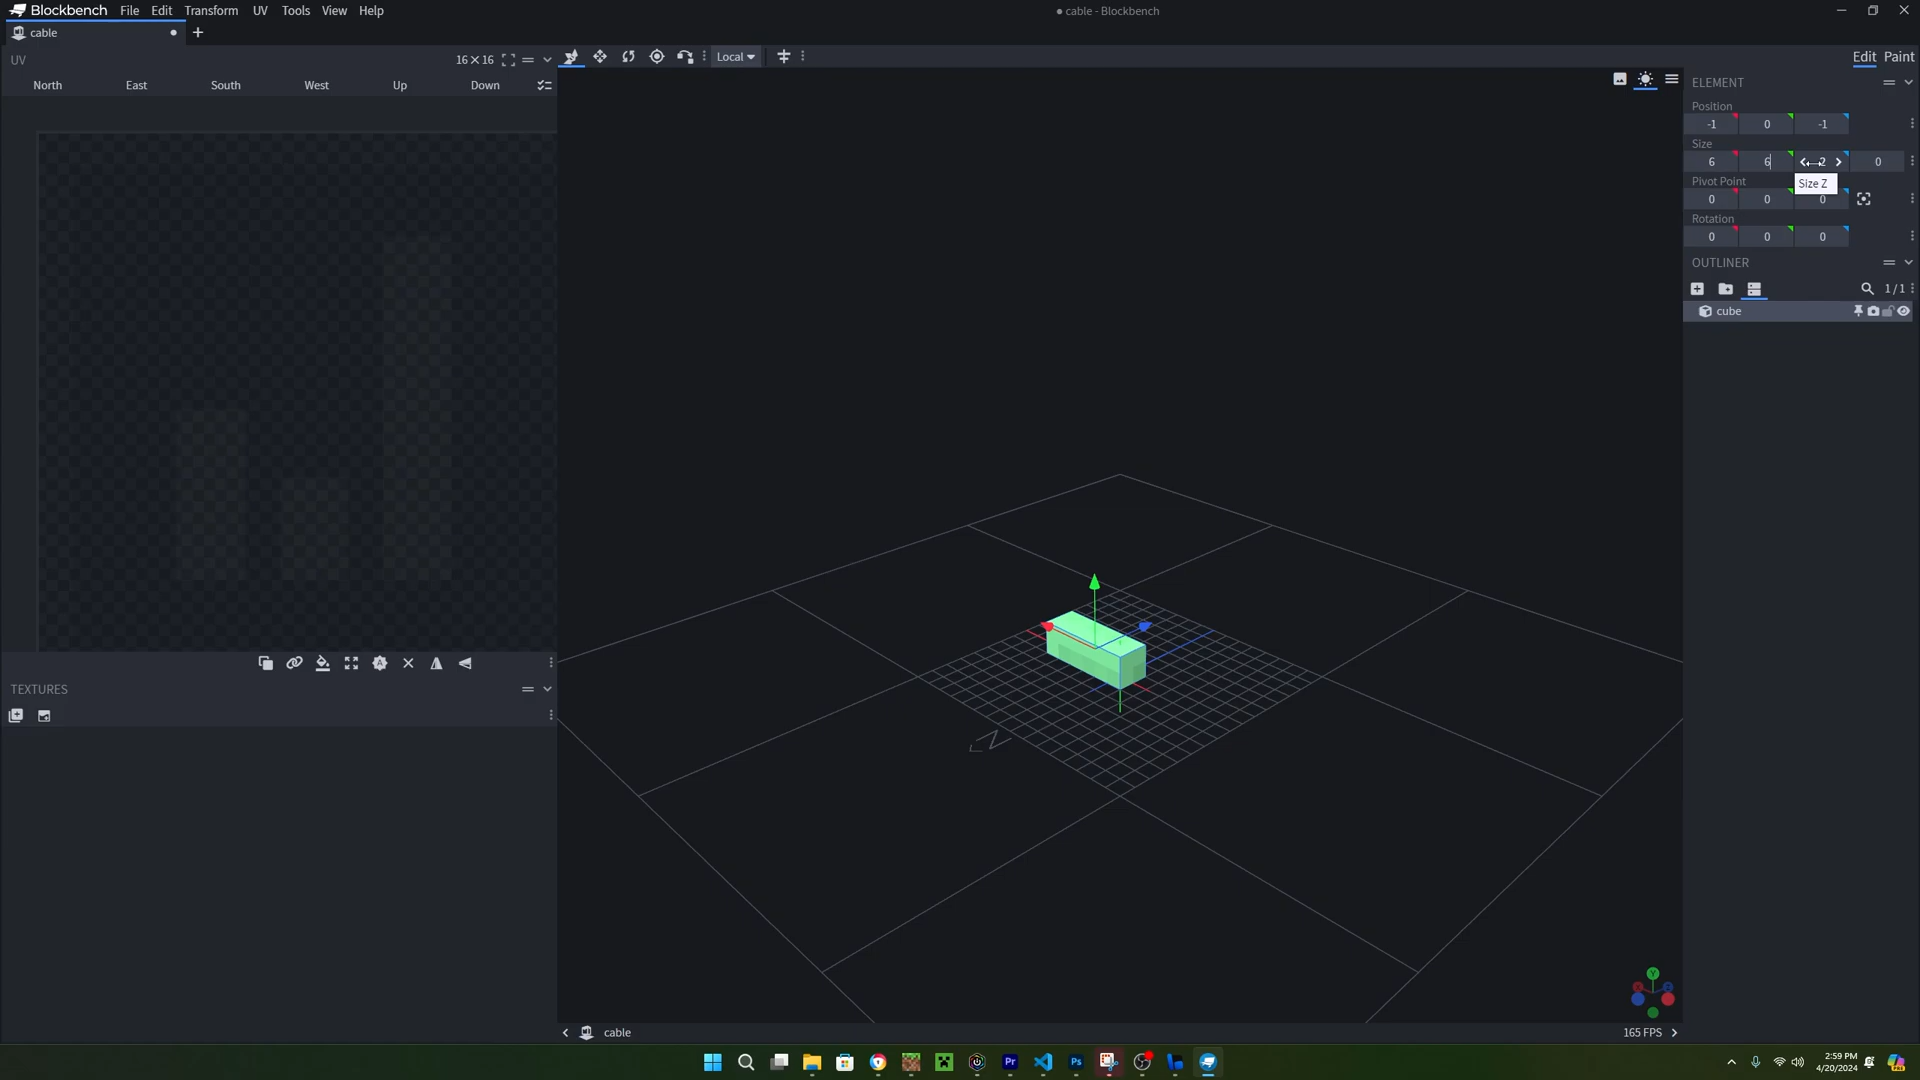 Blockbench File Edit Transform UV Tools View Help
● cable - Blockbench
cable
UV 16×16
North East South West Up Down
Local
Edit Paint
ELEMENT
Position
-1 0 -1
Size
6 6 2 0
Size Z
Pivot Point
0 0 0
Rotation
0 0 0
OUTLINER
1/1
cube
TEXTURES
N
Y
cable
165 FPS
Pr
Ps
2:59 PM
4/20/2024